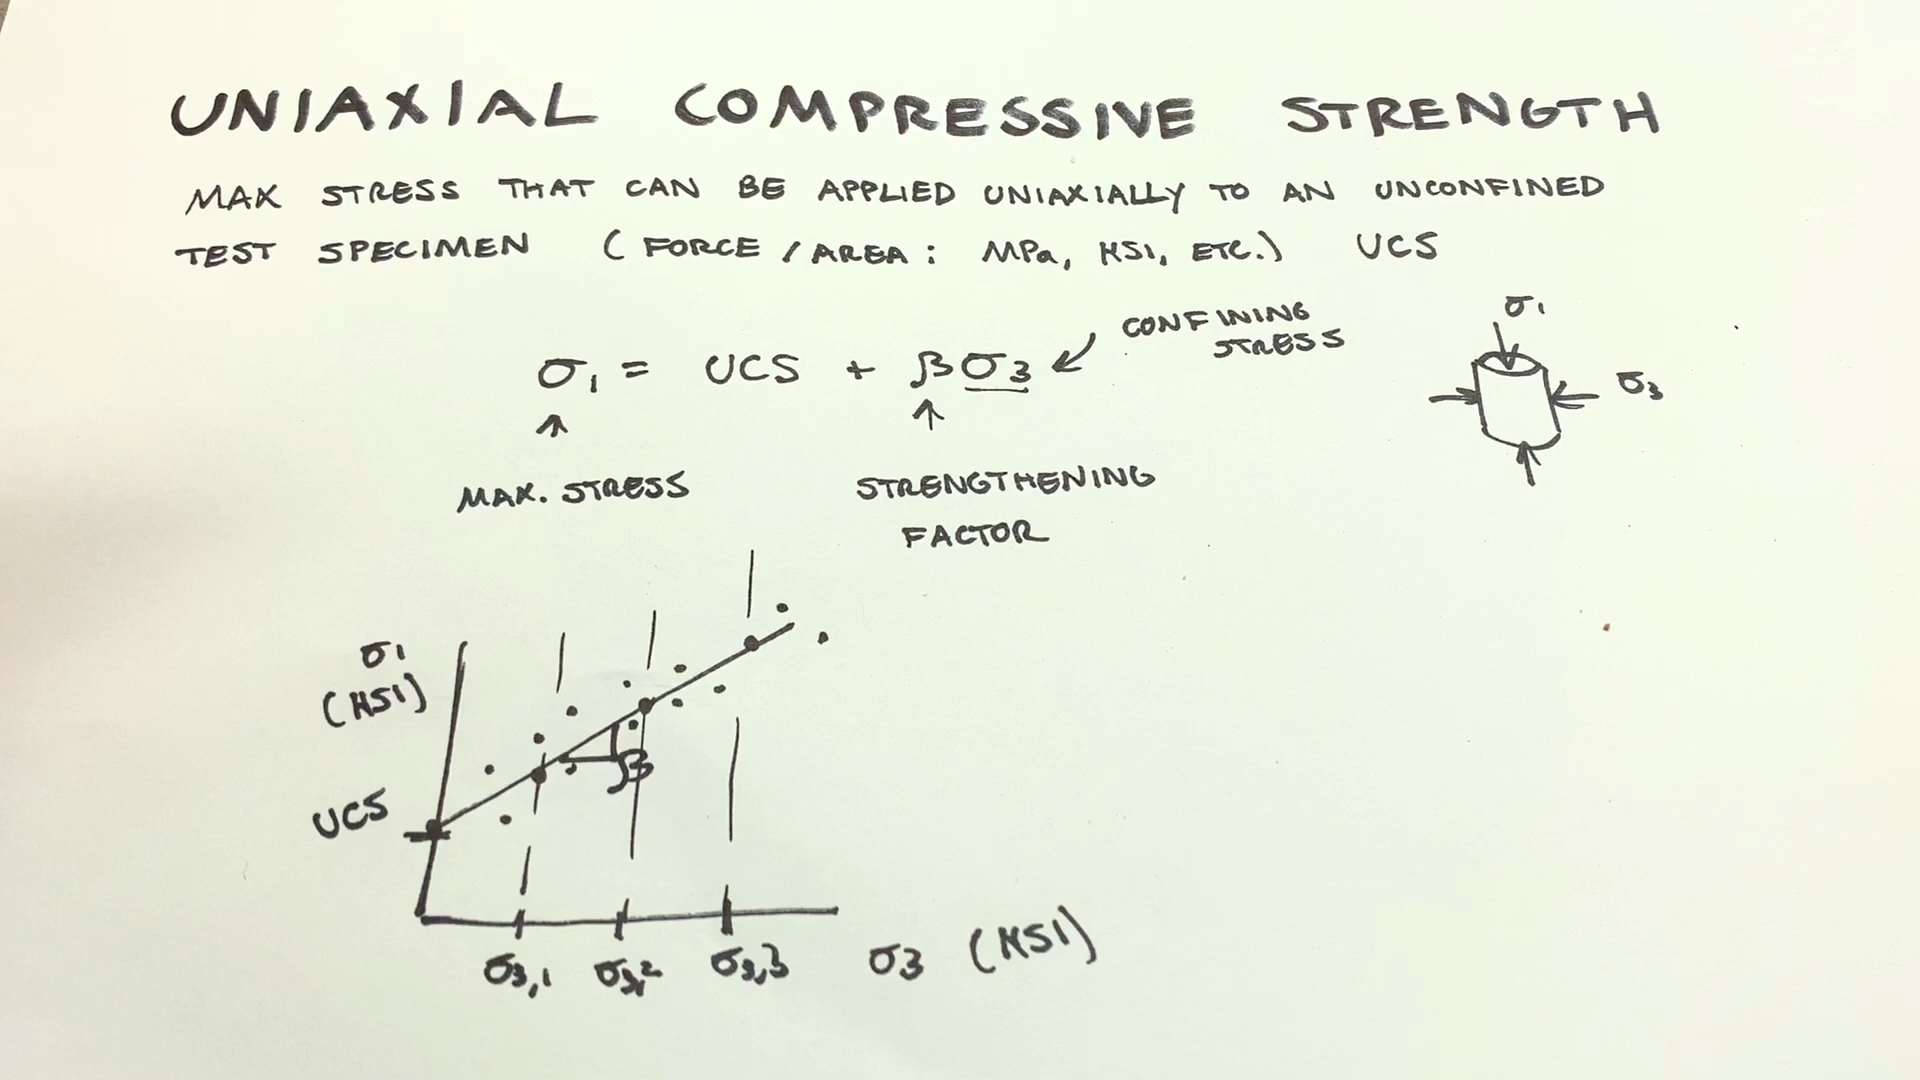 UNIAXIAL COMPRESSIVE STRENGTH
MAX STRESS THAT CAN BE APPLIED UNIAXIALLY TO AN UNCONFINED
TEST SPECIMEN (FORCE / AREA: MPa, KSI, ETC.) UCS
CONFINING
STRESS
σ1 = UCS + βσ3
MAX. STRESS
STRENGTHENING
FACTOR
σ1
σ3
σ1
(KSI)
β
UCS
σ3,1 σ3,2 σ3,3 σ3 (KSI)